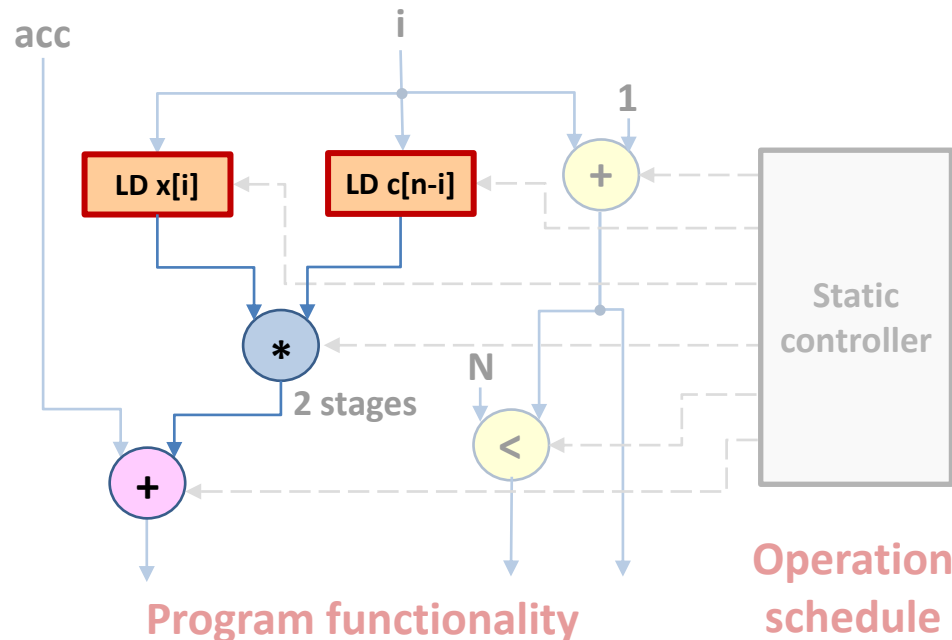 acc
i
1
LD x[i]
LD c[n-i]
+
Static
controller
*
2 stages
N
<
+
Program functionality
Operation
schedule